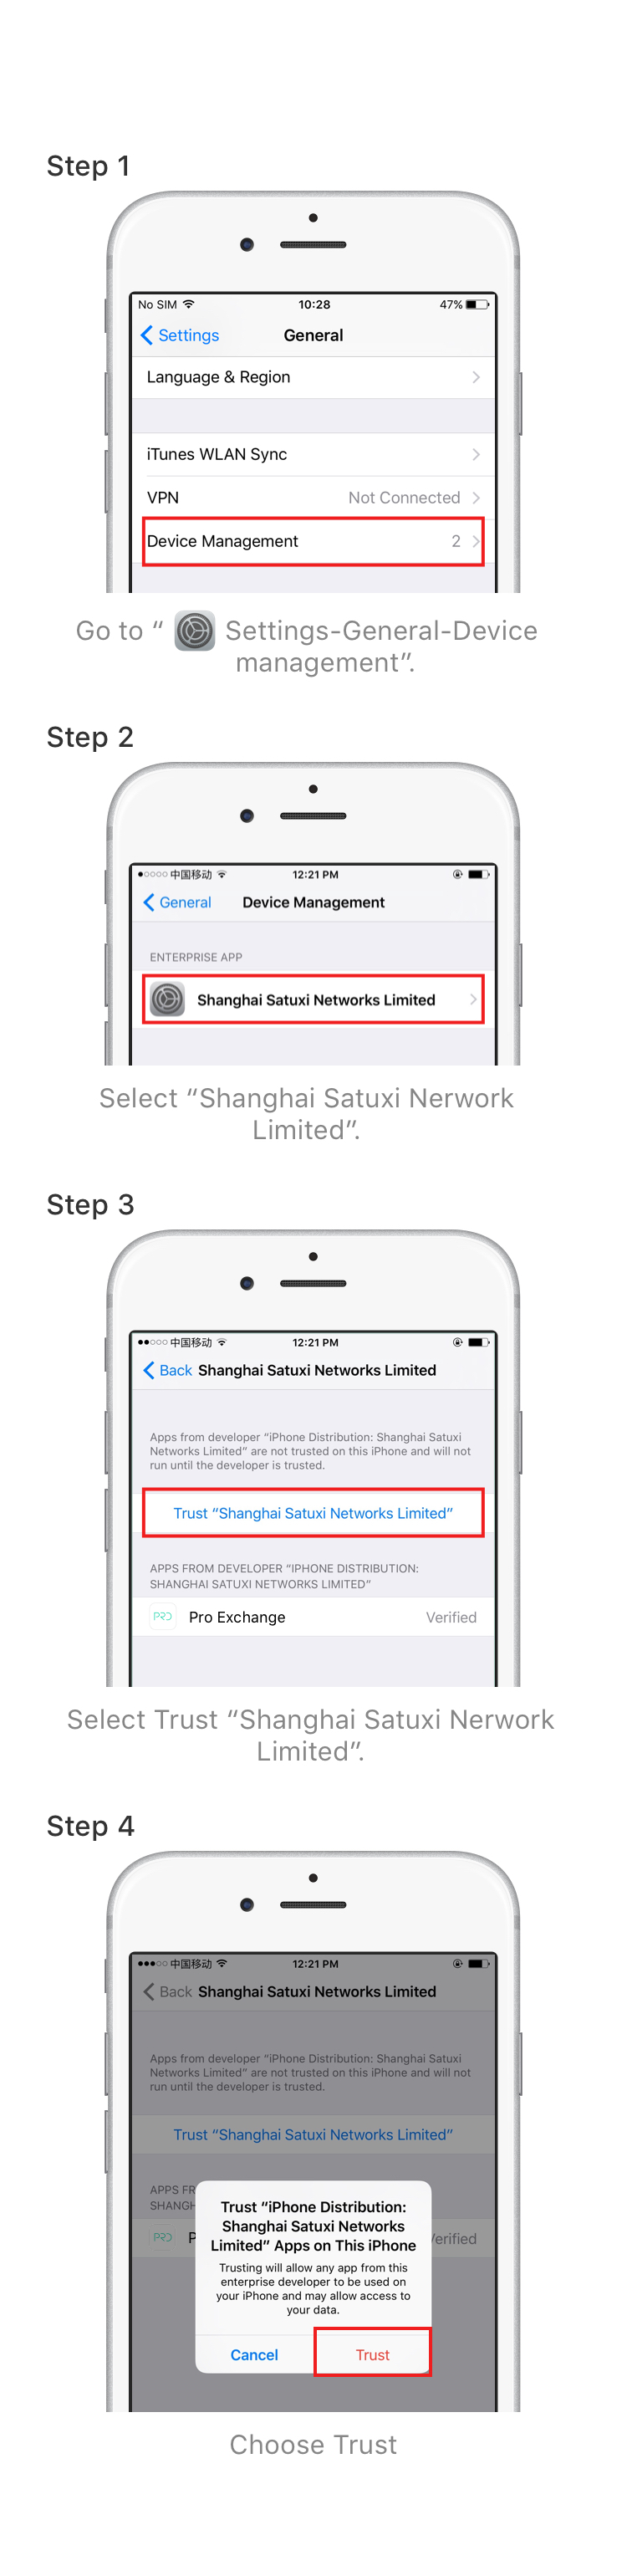 Step 1
No SIM 10:28 47%
Settings General
Language & Region
iTunes WLAN Sync
VPN Not Connected
Device Management 2
Go to “ Settings-General-Device
management”.
Step 2
中国移动 12:21 PM
General Device Management
ENTERPRISE APP
Shanghai Satuxi Networks Limited
Select “Shanghai Satuxi Nerwork
Limited”.
Step 3
中国移动 12:21 PM
Back Shanghai Satuxi Networks Limited
Apps from developer “iPhone Distribution: Shanghai Satuxi
Networks Limited” are not trusted on this iPhone and will not
run until the developer is trusted.
Trust “Shanghai Satuxi Networks Limited”
APPS FROM DEVELOPER “IPHONE DISTRIBUTION:
SHANGHAI SATUXI NETWORKS LIMITED”
PRO Pro Exchange Verified
Select Trust “Shanghai Satuxi Nerwork
Limited”.
Step 4
中国移动 12:21 PM
Back Shanghai Satuxi Networks Limited
Apps from developer “iPhone Distribution: Shanghai Satuxi
Networks Limited” are not trusted on this iPhone and will not
run until the developer is trusted.
Trust “Shanghai Satuxi Networks Limited”
APPS FR
SHANGH
PRO P erified
Trust “iPhone Distribution:
Shanghai Satuxi Networks
Limited” Apps on This iPhone
Trusting will allow any app from this
enterprise developer to be used on
your iPhone and may allow access to
your data.
Cancel Trust
Choose Trust